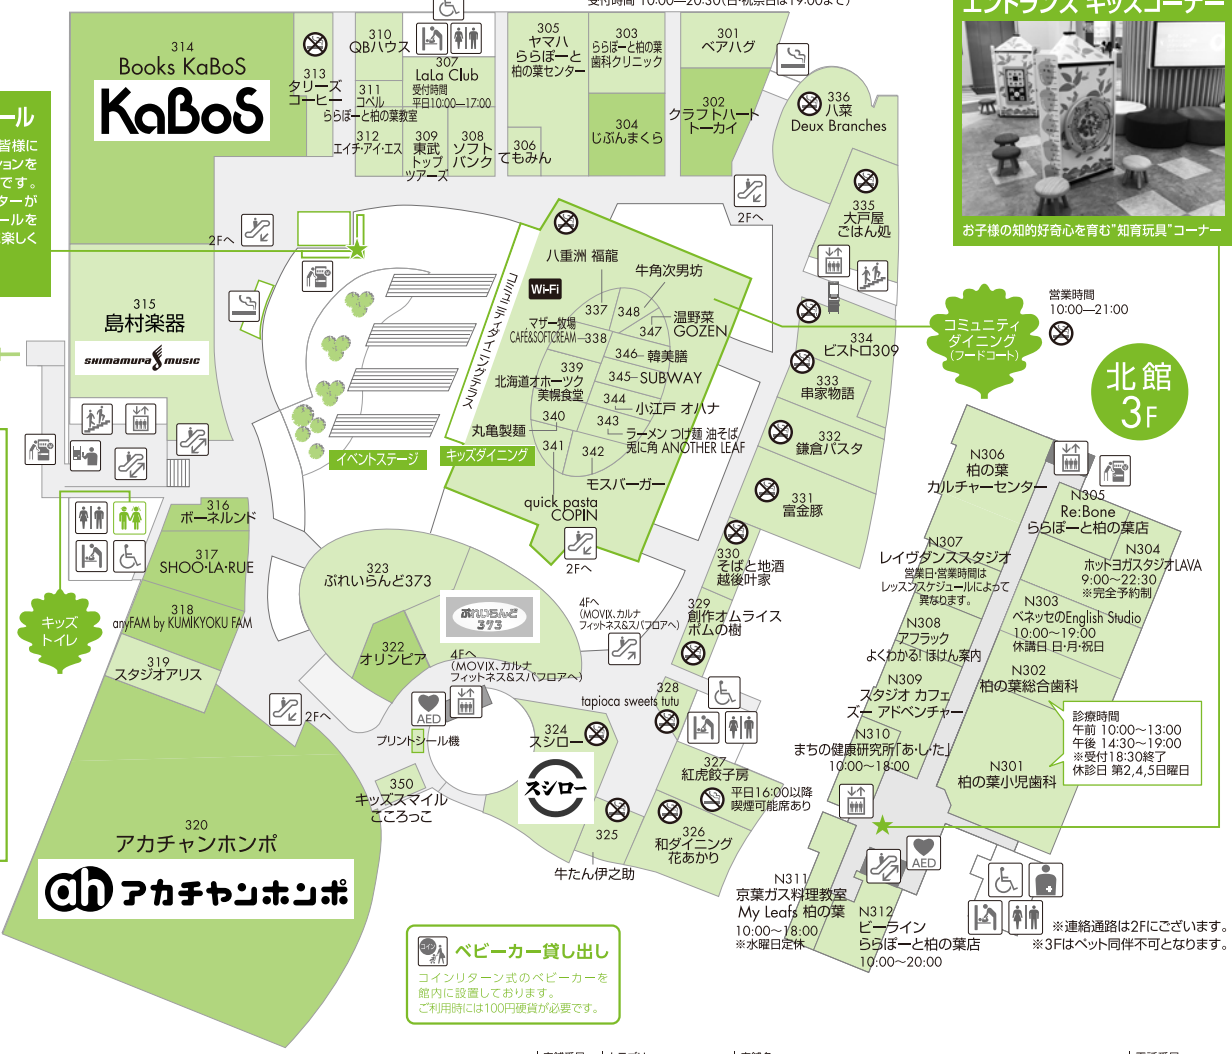 エントランス キッズコーナー
お子様の知的好奇心を育む"知育玩具"コーナー
314
Books KaBoS
KaBoS
313
タリーズ
コーヒー
310
QBハウス
311
コペル
ららぽーと柏の葉教室
312
エイチ・アイ・エス
307
LaLa Club
受付時間
平日10:00―17:00
309
東武
トップ
ツアーズ
308
ソフト
バンク
305
ヤマハ
ららぽーと
柏の葉センター
306
てもみん
303
ららぽーと柏の葉
歯科クリニック
304
じぶんまくら
301
ベアハグ
302
クラフトハート
トーカイ
336
八菜
Deux Branches
335
大戸屋
ごはん処
ール
皆様に
ションを
です。
ターが
ールを
楽しく
2Fへ
2Fへ
315
島村楽器
SHIMAMURA MUSIC
コミュニティダイニングテラス
イベントステージ
キッズダイニング
Wi-Fi
八重洲 福龍
337
牛角次男坊
348
温野菜
GOZEN
347
マザー牧場
CAFE&SOFTCREAM
338
346
韓美膳
345
SUBWAY
339
北海道オホーツク
美幌食堂
344
小江戸 オハナ
340
丸亀製麺
343
ラーメン つけ麺 油そば
兎に角 ANOTHER LEAF
341
quick pasta
COPIN
342
モスバーガー
2Fへ
コミュニティ
ダイニング
(フードコート)
営業時間
10:00―21:00
北館
3F
334
ビストロ309
333
串家物語
332
鎌倉パスタ
331
富金豚
330
そばと地酒
越後叶家
329
創作オムライス
ポムの樹
316
ボーネルンド
317
SHOO・LA・RUE
318
anyFAM by KUMIKYOKU FAM
319
スタジオアリス
キッズ
トイレ
323
ぷれいらんど373
ぷれいらんど
373
322
オリンピア
4Fへ
(MOVIX、カルナ
フィットネス&スパフロアへ)
4Fへ
(MOVIX、カルナ
フィットネス&スパフロアへ)
2Fへ
AED
プリントシール機
350
キッズスマイル
こころっこ
320
アカチャンホンポ
ah アカチャンホンポ
324
スシロー
スシロー
325
牛たん伊之助
328
tapioca sweets tutu
327
紅虎餃子房
平日16:00以降
喫煙可能席あり
326
和ダイニング
花あかり
コイン
ベビーカー貸し出し
コインリターン式のベビーカーを
館内に設置しております。
ご利用時には100円硬貨が必要です。
N306
柏の葉
カルチャーセンター
N305
Re:Bone
ららぽーと柏の葉店
N304
ホットヨガスタジオLAVA
9:00～22:30
※完全予約制
N307
レイヴダンススタジオ
営業日・営業時間は
レッスンスケジュールによって
異なります。
N303
ベネッセのEnglish Studio
10:00～19:00
休講日 日・月・祝日
N308
アフラック
よくわかる! ほけん案内
N302
柏の葉総合歯科
N309
スタジオ カフェ
ズー アドベンチャー
診療時間
午前 10:00～13:00
午後 14:30～19:00
※受付18:30終了
休診日 第2,4,5日曜日
N310
まちの健康研究所「あ・し・た」
10:00～18:00
N301
柏の葉小児歯科
AED
N311
京葉ガス料理教室
My Leafs 柏の葉
10:00～18:00
※水曜日定休
N312
ビーライン
ららぽーと柏の葉店
10:00～20:00
※連絡通路は2Fにございます。
※3Fはペット同伴不可となります。